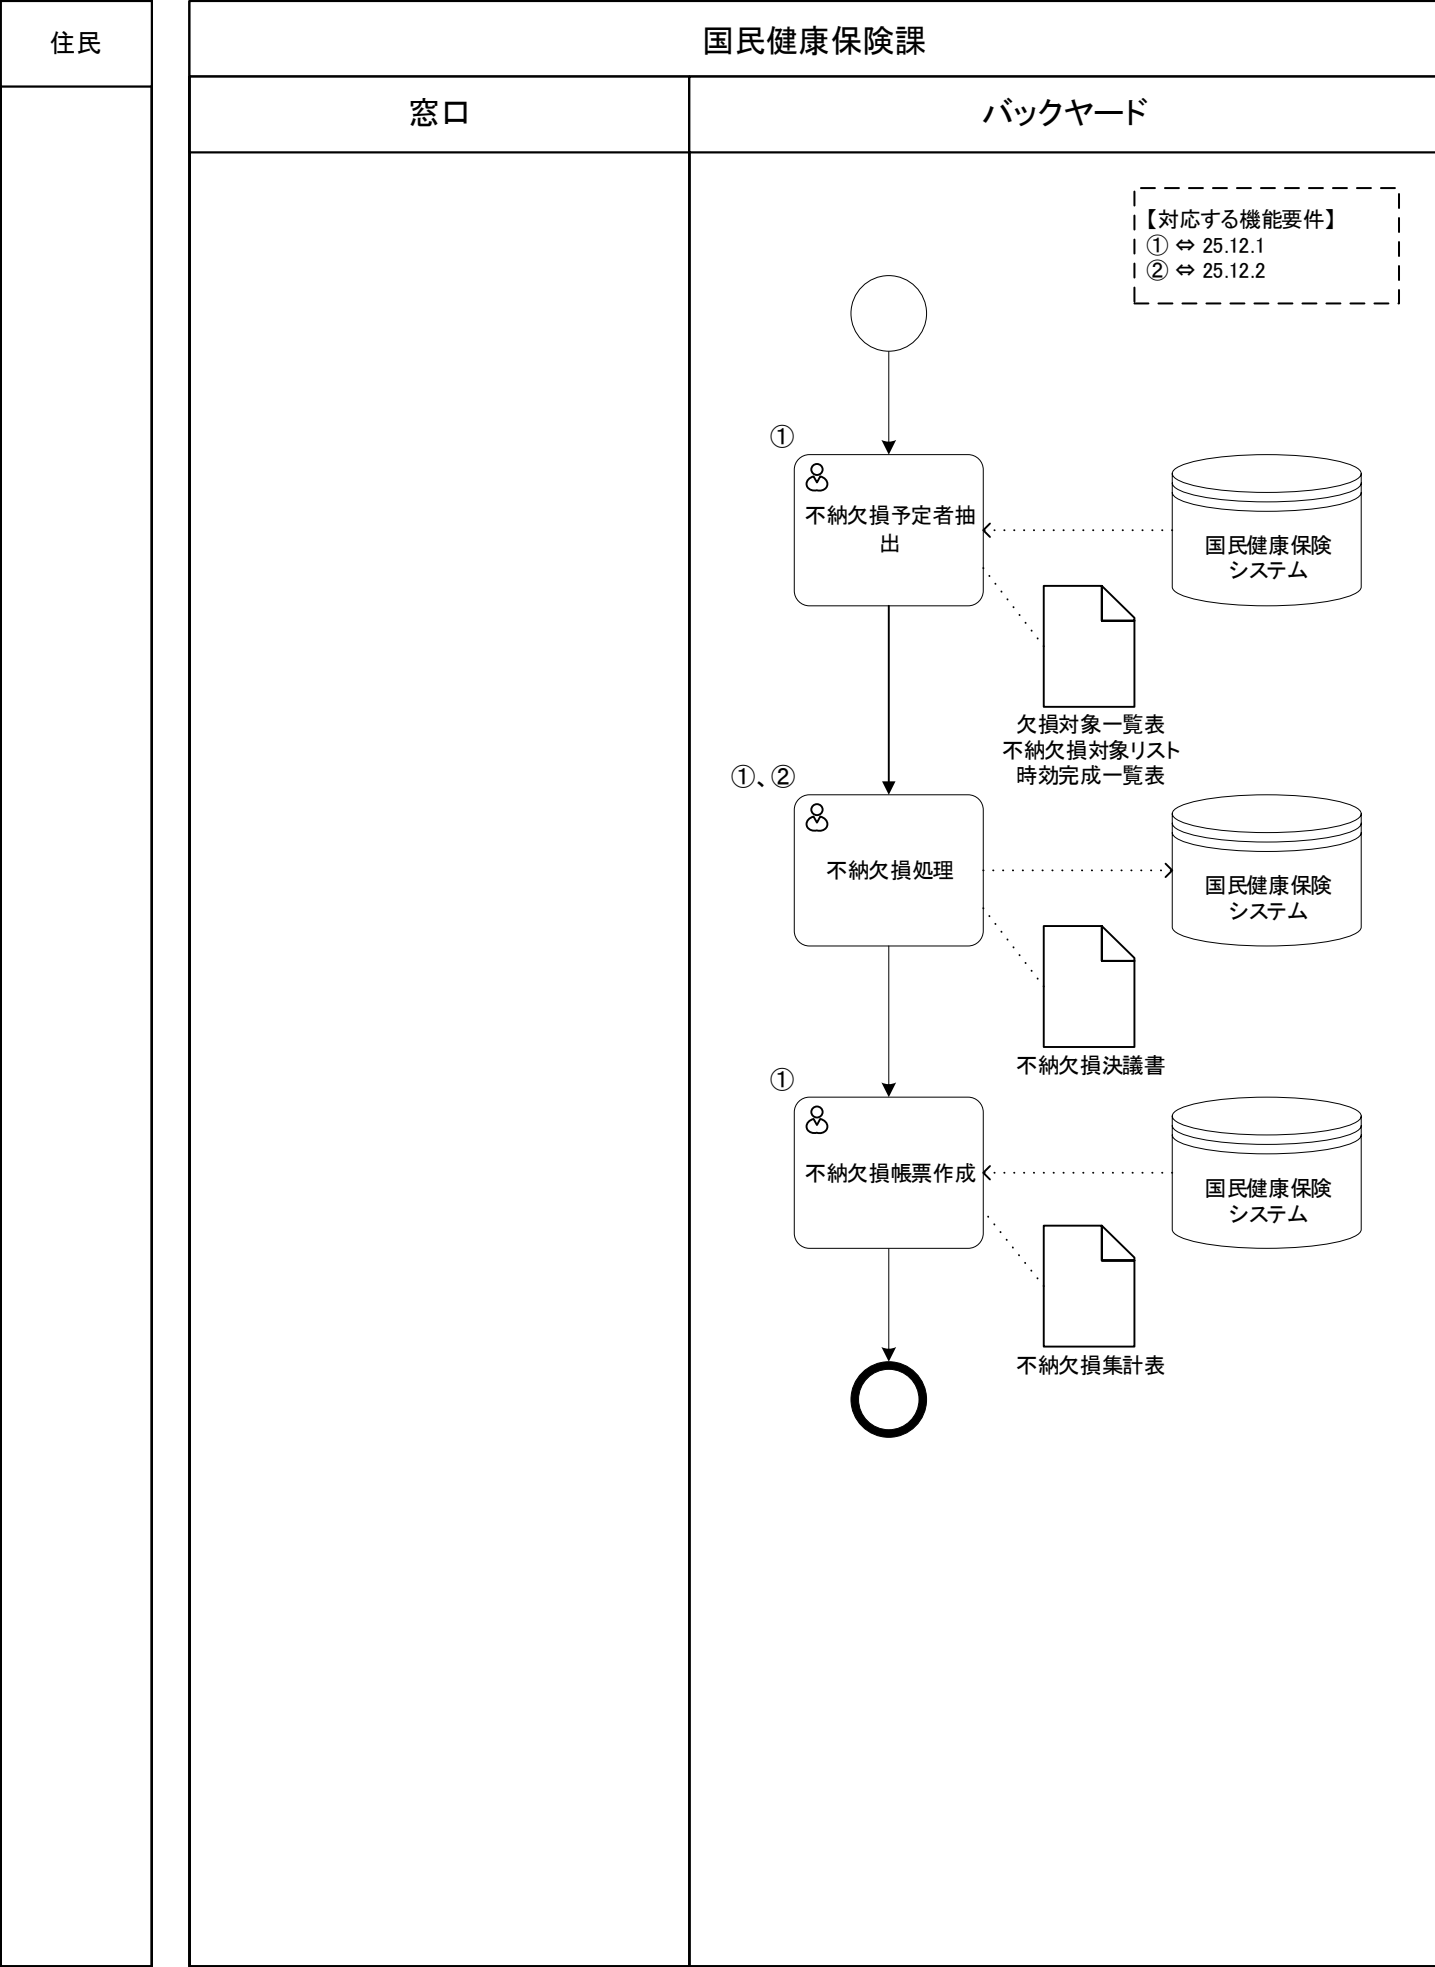 住民
国民健康保険課
窓口
バックヤード
【対応する機能要件】
① ⇔ 25.12.1
② ⇔ 25.12.2
①
不納欠損予定者抽
出
国民健康保険
システム
欠損対象一覧表
不納欠損対象リスト
時効完成一覧表
①、②
不納欠損処理
国民健康保険
システム
不納欠損決議書
①
不納欠損帳票作成
国民健康保険
システム
不納欠損集計表